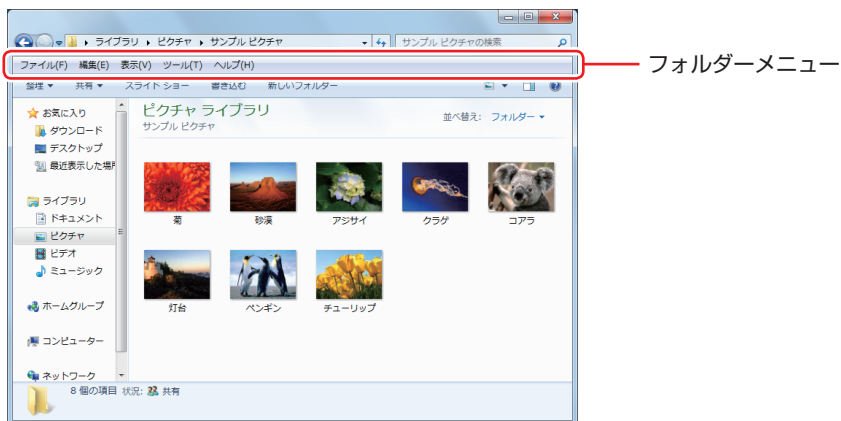 ライブラリ ▸ ピクチャ ▸ サンプル ピクチャ
サンプル ピクチャの検索
ファイル(F) 編集(E) 表示(V) ツール(T) ヘルプ(H)
フォルダーメニュー
整理 ▼ 共有 ▼ スライド ショー 書き込む 新しいフォルダー
お気に入り
ダウンロード
デスクトップ
最近表示した場所
ライブラリ
ドキュメント
ピクチャ
ビデオ
ミュージック
ホームグループ
コンピューター
ネットワーク
ピクチャ ライブラリ
サンプル ピクチャ
並べ替え: フォルダー ▼
菊 砂漠 アジサイ クラゲ コアラ
灯台 ペンギン チューリップ
8 個の項目 状況: 共有